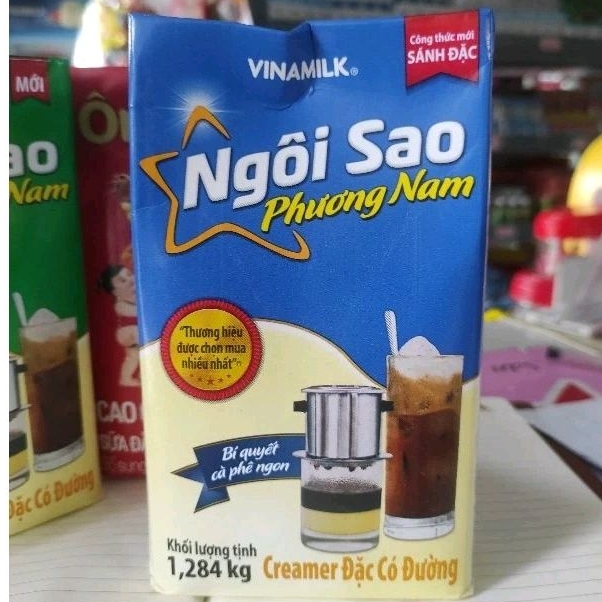 VINAMILK®
Công thức mới
SÁNH ĐẶC
Ngôi Sao
Phương Nam
"Thương hiệu
được chọn mua
nhiều nhất"
Bí quyết
cà phê ngon
Khối lượng tịnh
1,284 kg
Creamer Đặc Có Đường
MỚI
ao
Nam
Đặc Có Đường
Ô
CAO
SỮA ĐẶ